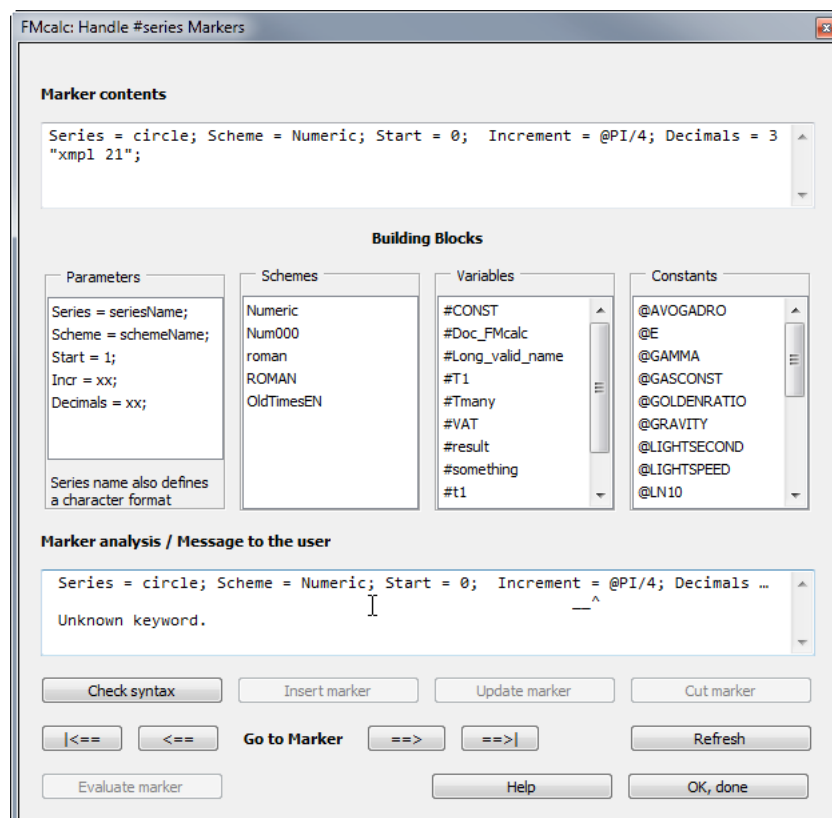 FMcalc: Handle #series Markers
x
Marker contents
Series = circle; Scheme = Numeric; Start = 0;  Increment = @PI/4; Decimals = 3
"xmpl 21";
Building Blocks
Parameters
Series = seriesName;
Scheme = schemeName;
Start = 1;
Incr = xx;
Decimals = xx;
Series name also defines
a character format
Schemes
Numeric
Num000
roman
ROMAN
OldTimesEN
Variables
#CONST
#Doc_FMcalc
#Long_valid_name
#T1
#Tmany
#VAT
#result
#something
#t1
Constants
@AVOGADRO
@E
@GAMMA
@GASCONST
@GOLDENRATIO
@GRAVITY
@LIGHTSECOND
@LIGHTSPEED
@LN10
Marker analysis / Message to the user
Series = circle; Scheme = Numeric; Start = 0;  Increment = @PI/4; Decimals …
__^
Unknown keyword.
Check syntax
Insert marker
Update marker
Cut marker
|<==
<==
Go to Marker
==>
==>|
Refresh
Evaluate marker
Help
OK, done